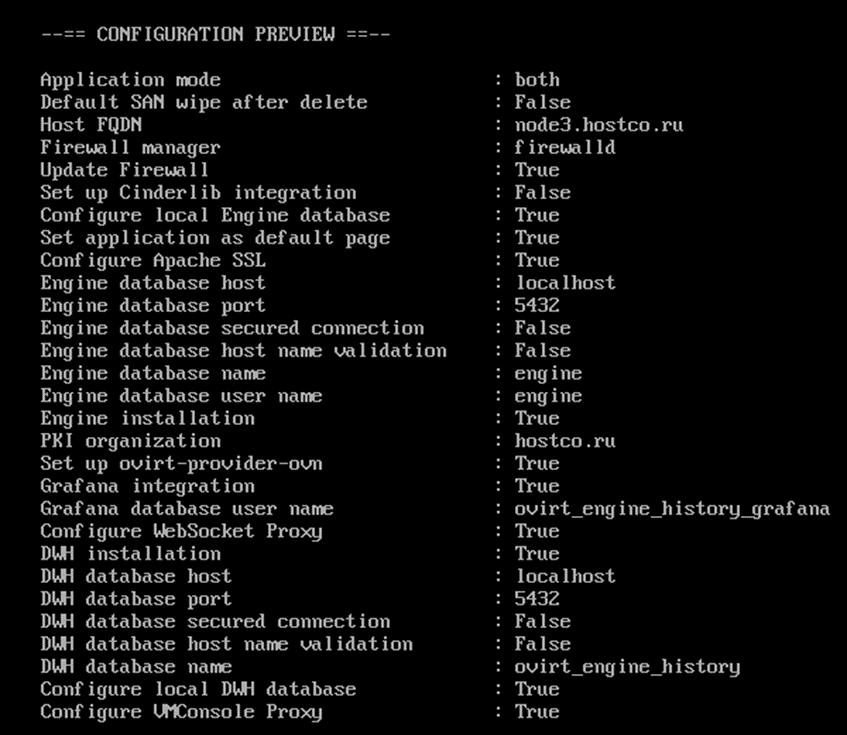 --== CONFIGURATION PREVIEW ==--
Application mode : both
Default SAN wipe after delete : False
Host FQDN : node3.hostco.ru
Firewall manager : firewalld
Update Firewall : True
Set up Cinderlib integration : False
Configure local Engine database : True
Set application as default page : True
Configure Apache SSL : True
Engine database host : localhost
Engine database port : 5432
Engine database secured connection : False
Engine database host name validation : False
Engine database name : engine
Engine database user name : engine
Engine installation : True
PKI organization : hostco.ru
Set up ovirt-provider-ovn : True
Grafana integration : True
Grafana database user name : ovirt_engine_history_grafana
Configure WebSocket Proxy : True
DWH installation : True
DWH database host : localhost
DWH database port : 5432
DWH database secured connection : False
DWH database host name validation : False
DWH database name : ovirt_engine_history
Configure local DWH database : True
Configure VMConsole Proxy : True